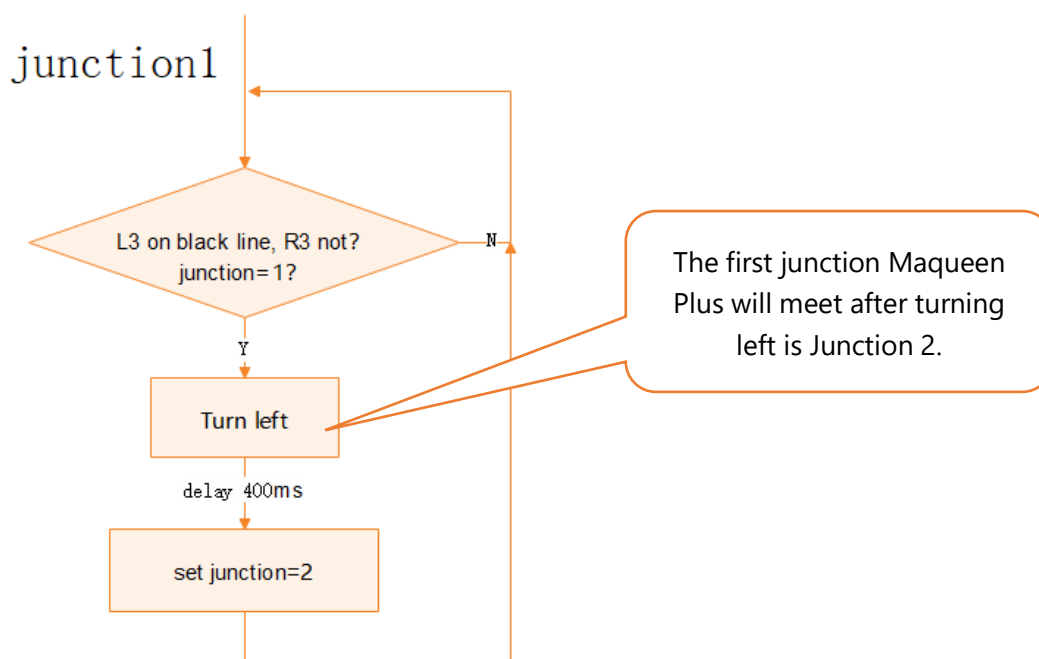 junction1
L3 on black line, R3 not?
junction=1?
N
Y
Turn left
delay 400ms
set junction=2
The first junction Maqueen
Plus will meet after turning
left is Junction 2.